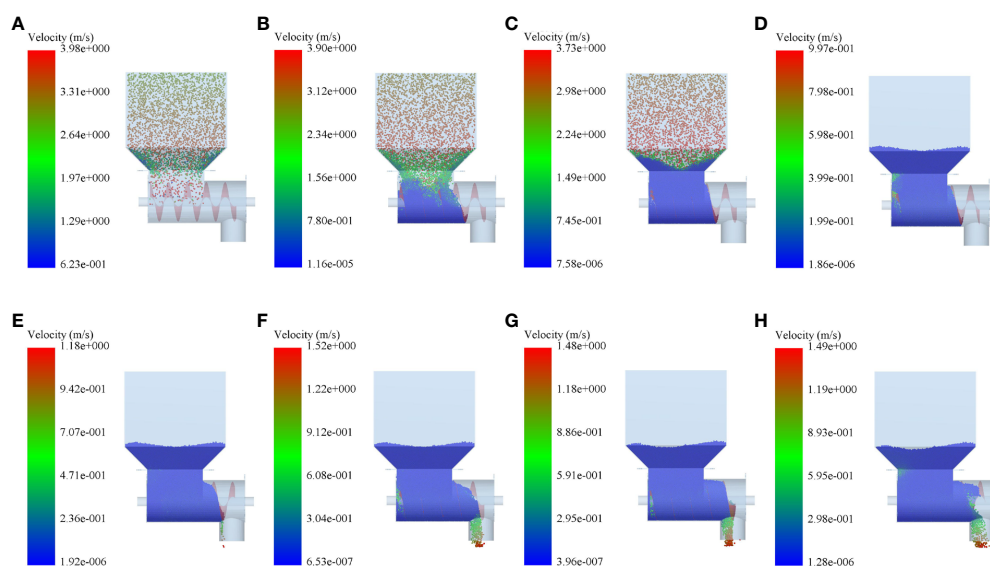 A
Velocity (m/s)
3.98e+000
3.31e+000
2.64e+000
1.97e+000
1.29e+000
6.23e-001
B
Velocity (m/s)
3.90e+000
3.12e+000
2.34e+000
1.56e+000
7.80e-001
1.16e-005
C
Velocity (m/s)
3.73e+000
2.98e+000
2.24e+000
1.49e+000
7.45e-001
7.58e-006
D
Velocity (m/s)
9.97e-001
7.98e-001
5.98e-001
3.99e-001
1.99e-001
1.86e-006
E
Velocity (m/s)
1.18e+000
9.42e-001
7.07e-001
4.71e-001
2.36e-001
1.92e-006
F
Velocity (m/s)
1.52e+000
1.22e+000
9.12e-001
6.08e-001
3.04e-001
6.53e-007
G
Velocity (m/s)
1.48e+000
1.18e+000
8.86e-001
5.91e-001
2.95e-001
3.96e-007
H
Velocity (m/s)
1.49e+000
1.19e+000
8.93e-001
5.95e-001
2.98e-001
1.28e-006